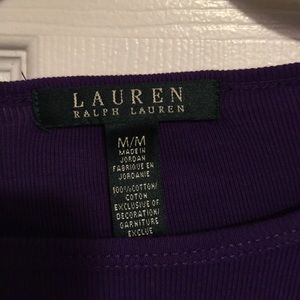 LAUREN
RALPH LAUREN
M/M
MADE IN
JORDAN
FABRIQUE EN
JORDANIE
100%COTTON/
COTON
EXCLUSIVE OF
DECORATION/
GARNITURE
EXCLUE